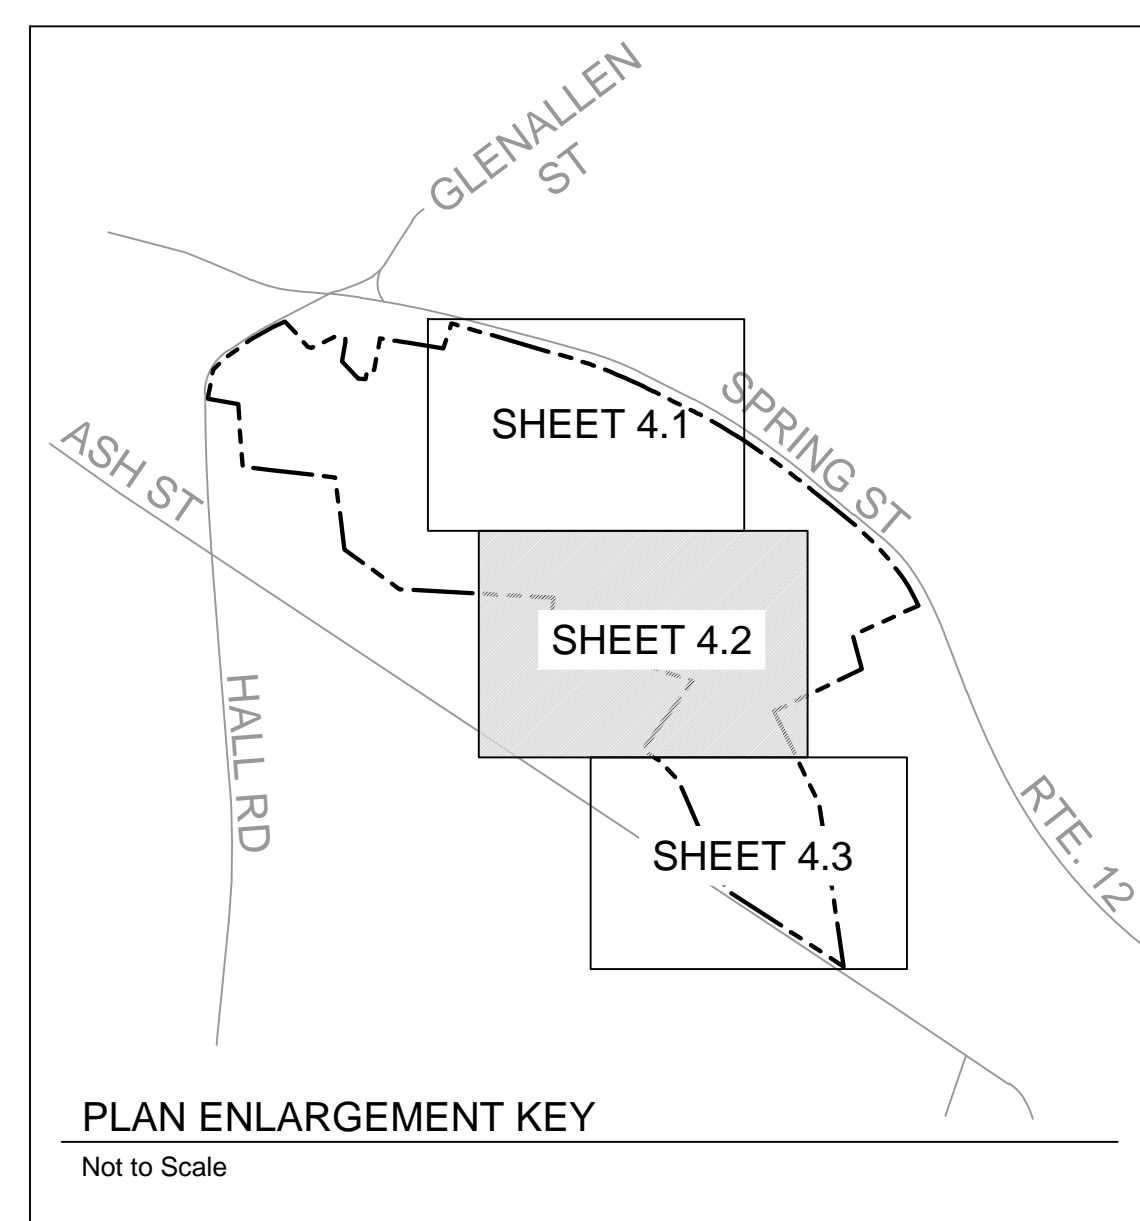 GLENALLEN
ST
SHEET 4.1
SPRING ST
ASH ST
SHEET 4.2
HALL RD
RTE. 12
SHEET 4.3
PLAN ENLARGEMENT KEY
Not to Scale